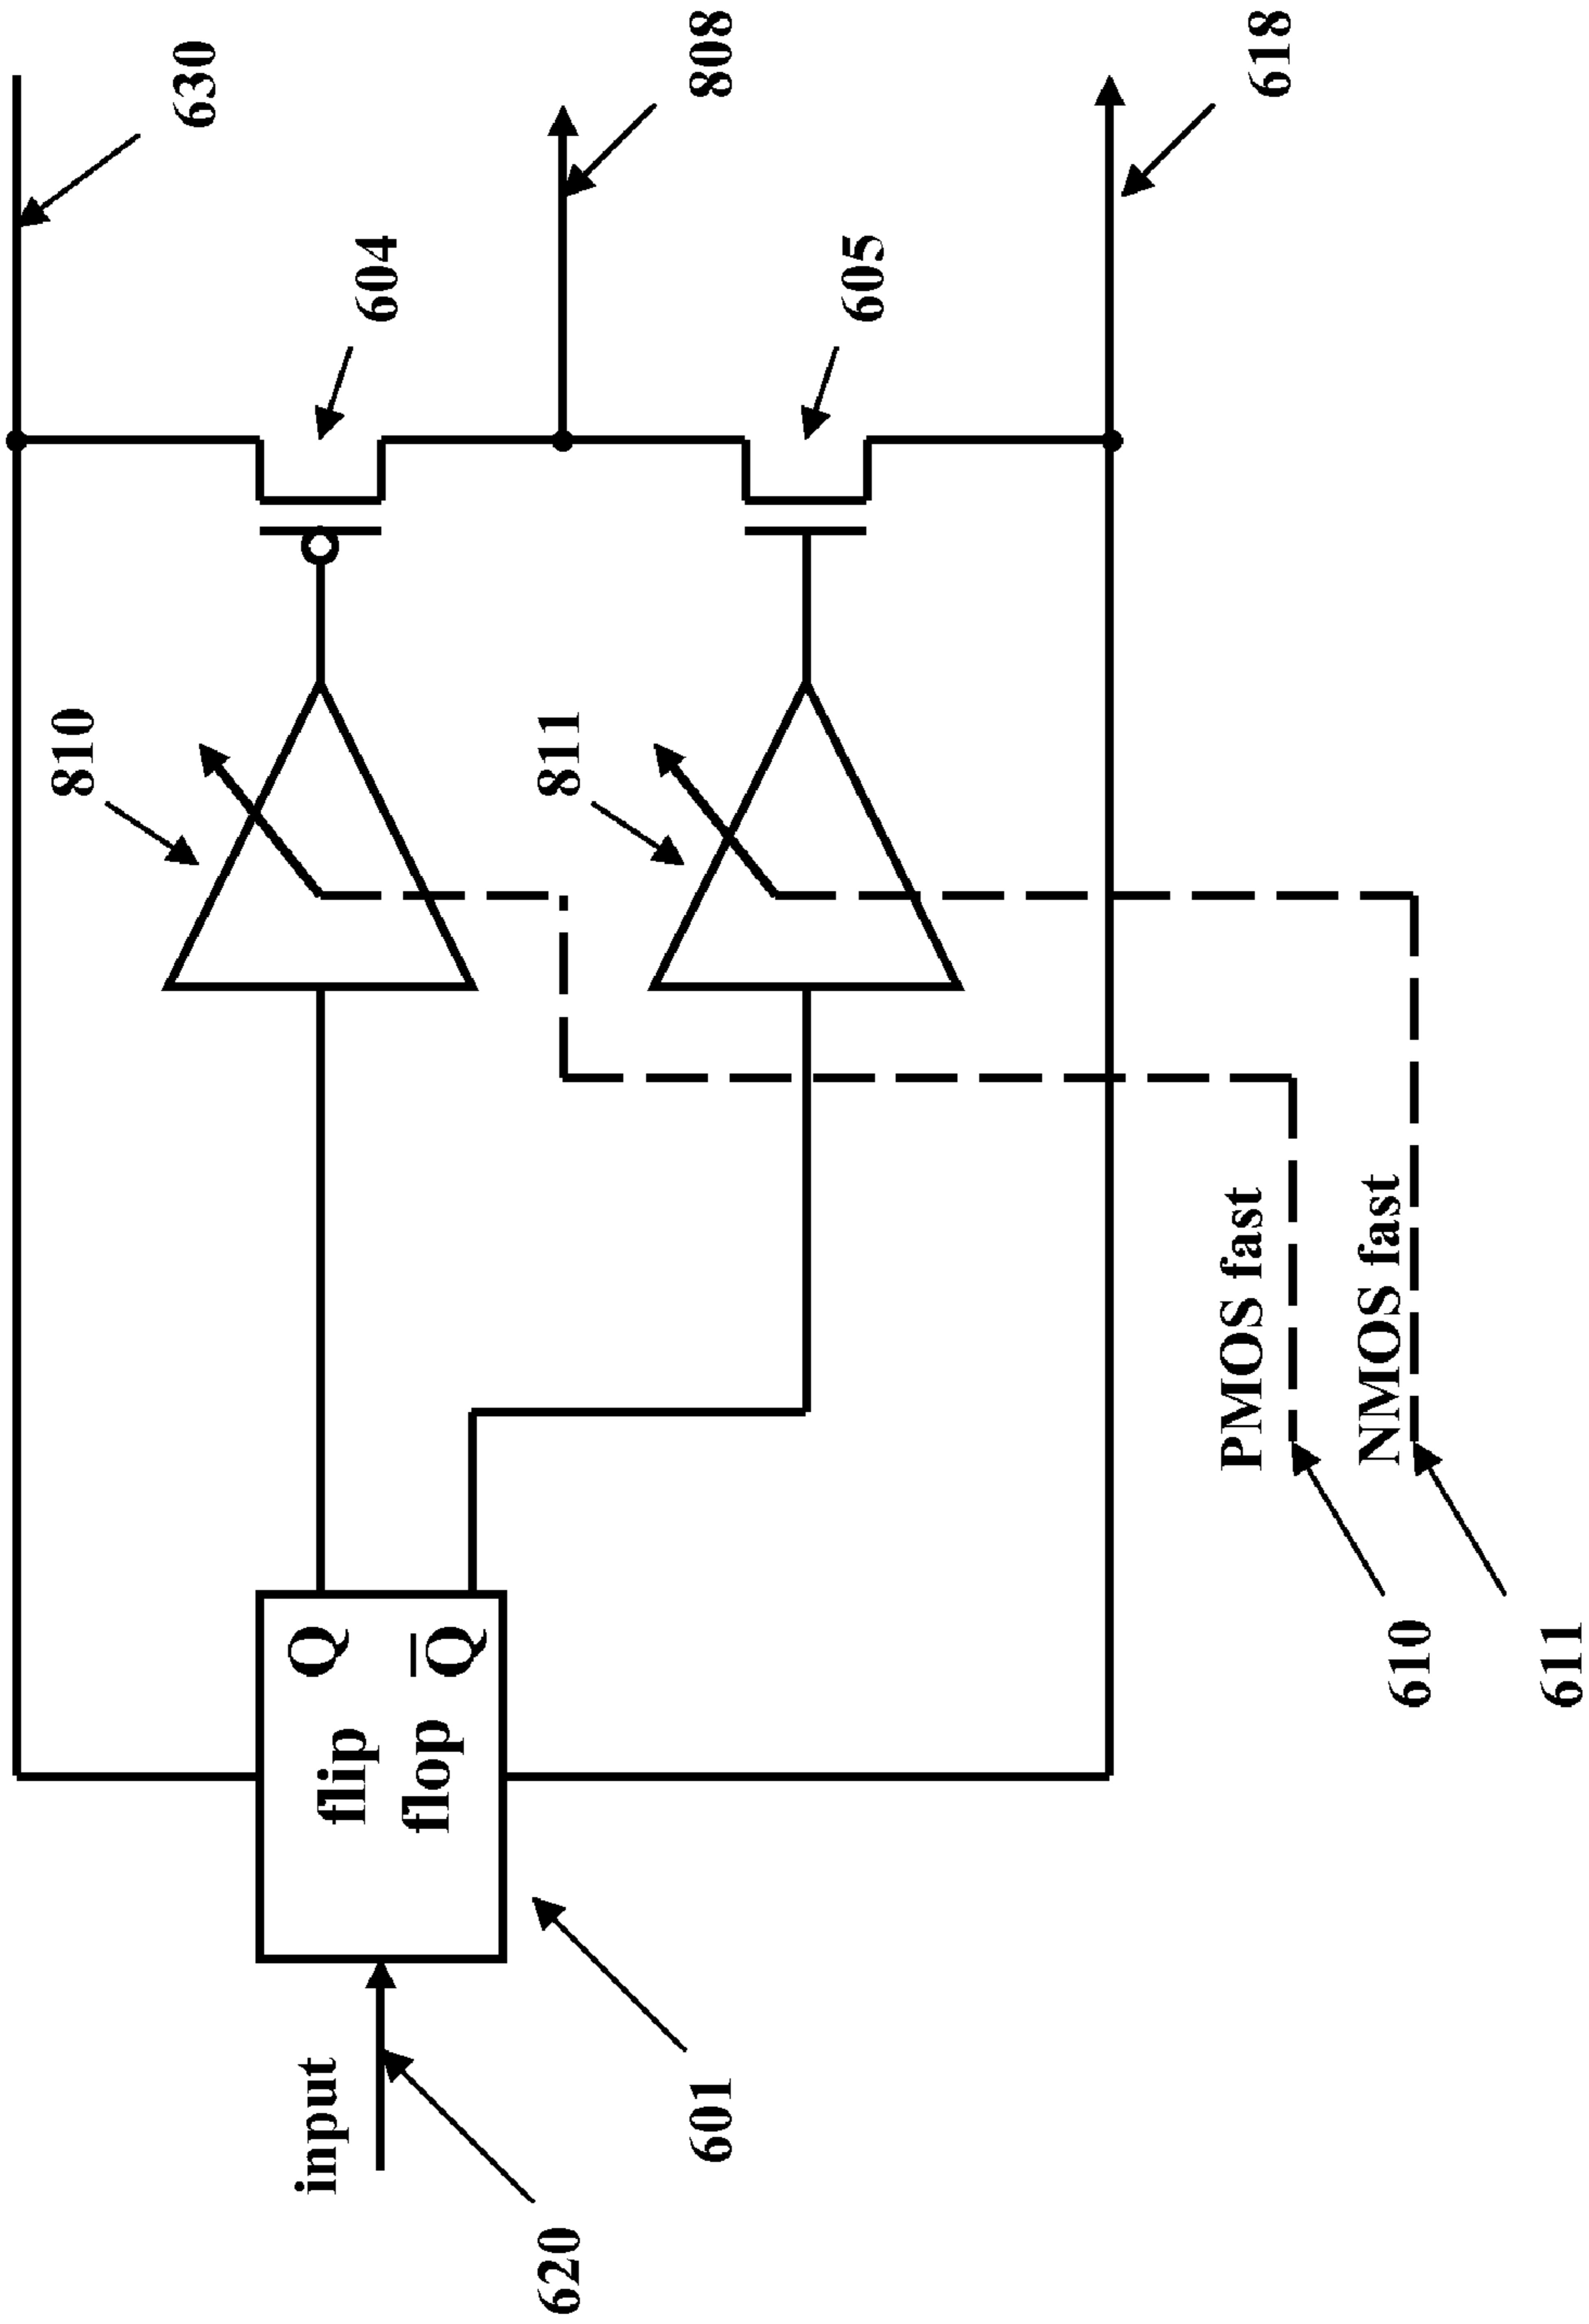 810
630
input
Q
flip
604
flop
Q̅
620
811
601
808
605
PMOS fast
618
NMOS fast
610
611